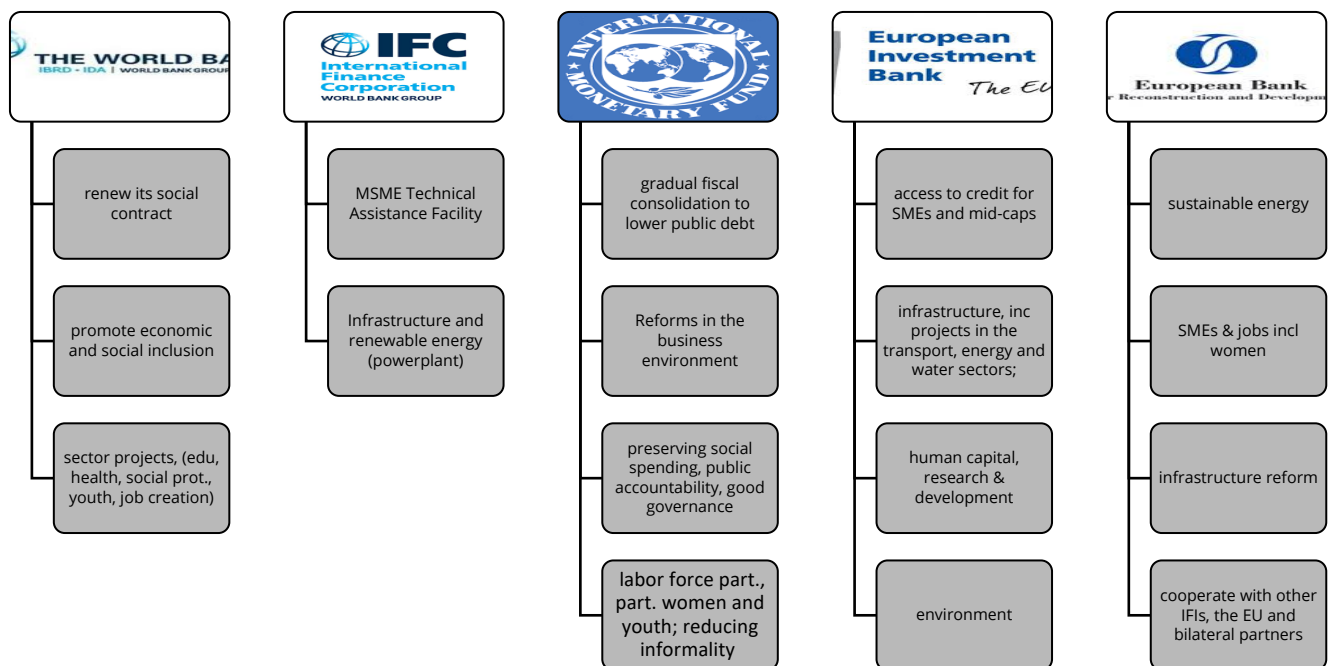 THE WORLD BA
IBRD • IDA | WORLD BANK GROUP
renew its social
contract
promote economic
and social inclusion
sector projects, (edu,
health, social prot.,
youth, job creation)
IFC
International
Finance
Corporation
WORLD BANK GROUP
MSME Technical
Assistance Facility
Infrastructure and
renewable energy
(powerplant)
INTERNATIONAL
MONETARY FUND
gradual fiscal
consolidation to
lower public debt
Reforms in the
business
environment
preserving social
spending, public
accountability, good
governance
labor force part.,
part. women and
youth; reducing
informality
European
Investment
Bank
The EU
access to credit for
SMEs and mid-caps
infrastructure, inc
projects in the
transport, energy and
water sectors;
human capital,
research &
development
environment
European Bank
r Reconstruction and Developm
sustainable energy
SMEs & jobs incl
women
infrastructure reform
cooperate with other
IFIs, the EU and
bilateral partners